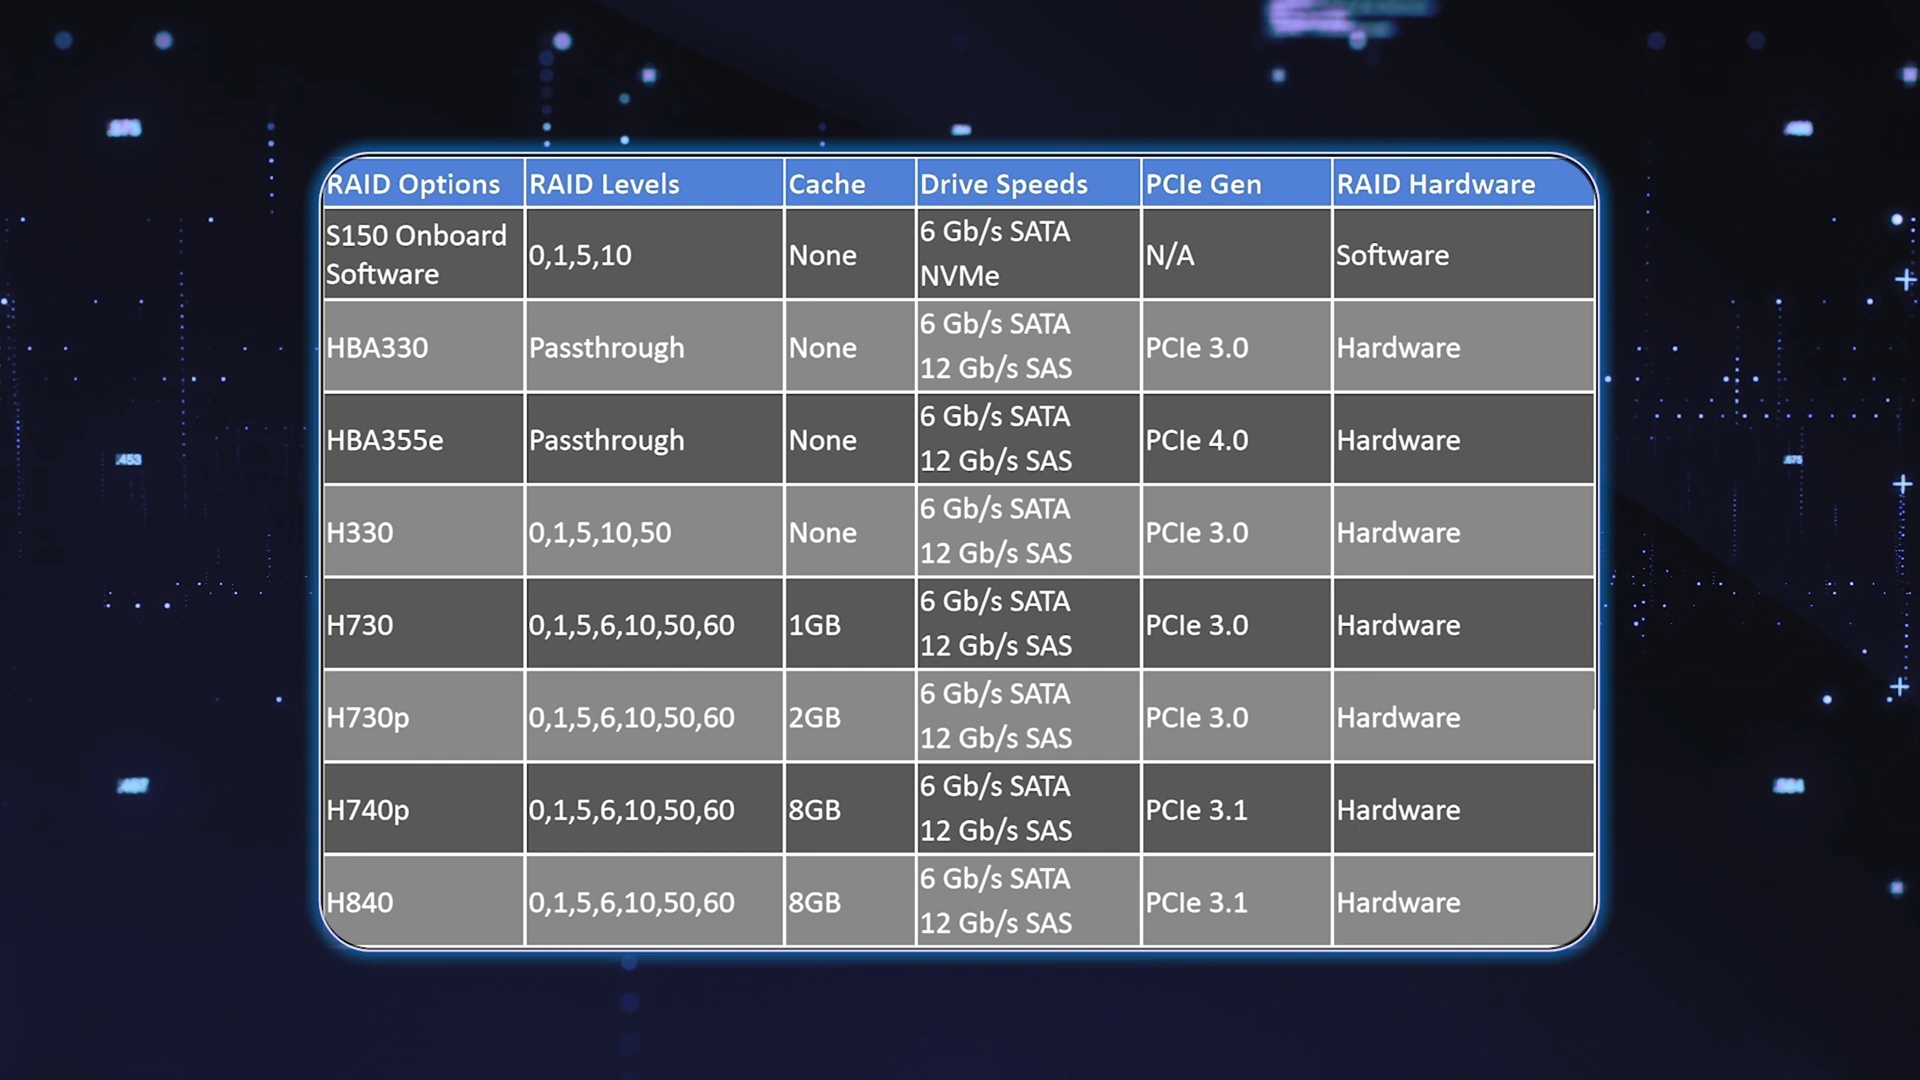 RAID Options RAID Levels Cache Drive Speeds PCIe Gen RAID Hardware
S150 Onboard Software 0,1,5,10 None 6 Gb/s SATA NVMe N/A Software
HBA330 Passthrough None 6 Gb/s SATA 12 Gb/s SAS PCIe 3.0 Hardware
HBA355e Passthrough None 6 Gb/s SATA 12 Gb/s SAS PCIe 4.0 Hardware
H330 0,1,5,10,50 None 6 Gb/s SATA 12 Gb/s SAS PCIe 3.0 Hardware
H730 0,1,5,6,10,50,60 1GB 6 Gb/s SATA 12 Gb/s SAS PCIe 3.0 Hardware
H730p 0,1,5,6,10,50,60 2GB 6 Gb/s SATA 12 Gb/s SAS PCIe 3.0 Hardware
H740p 0,1,5,6,10,50,60 8GB 6 Gb/s SATA 12 Gb/s SAS PCIe 3.1 Hardware
H840 0,1,5,6,10,50,60 8GB 6 Gb/s SATA 12 Gb/s SAS PCIe 3.1 Hardware
.453